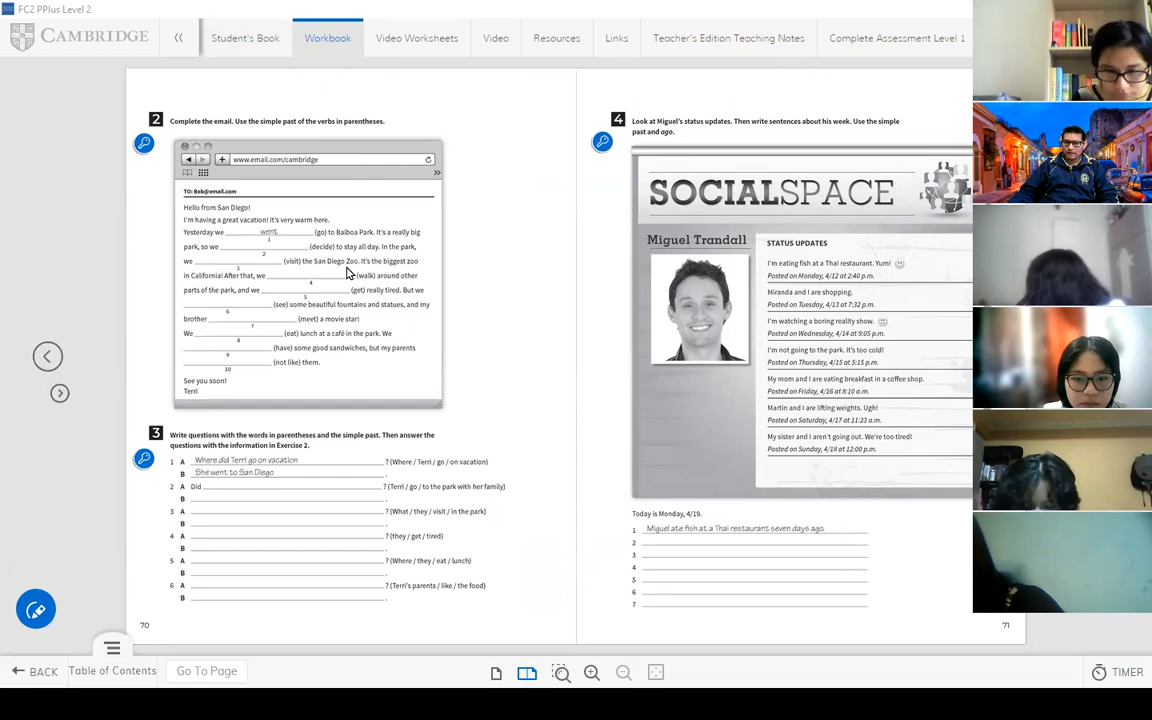 FC2 PPlus Level 2
CAMBRIDGE
Student's Book
Workbook
Video Worksheets
Video
Resources
Links
Teacher's Edition Teaching Notes
Complete Assessment Level 1
2 Complete the email. Use the simple past of the verbs in parentheses.
www.email.com/cambridge
TO: Bob@email.com
Hello from San Diego!
I'm having a great vacation! It's very warm here.
Yesterday we went (go) to Balboa Park. It's a really big
1
park, so we (decide) to stay all day. In the park,
2
we (visit) the San Diego Zoo. It's the biggest zoo
3
in California! After that, we (walk) around other
4
parts of the park, and we (get) really tired. But we
5
(see) some beautiful fountains and statues, and my
6
brother (meet) a movie star!
7
We (eat) lunch at a café in the park. We
8
(have) some good sandwiches, but my parents
9
(not like) them.
10
See you soon!
Terri
3 Write questions with the words in parentheses and the simple past. Then answer the
questions with the information in Exercise 2.
1 A Where did Terri go on vacation ? (Where / Terri / go / on vacation)
B She went to San Diego .
2 A Did ? (Terri / go / to the park with her family)
B .
3 A ? (What / they / visit / in the park)
B .
4 A ? (they / get / tired)
B .
5 A ? (Where / they / eat / lunch)
B .
6 A ? (Terri's parents / like / the food)
B .
70
4 Look at Miguel's status updates. Then write sentences about his week. Use the simple
past and ago.
SOCIALSPACE
Miguel Trandall
STATUS UPDATES
I'm eating fish at a Thai restaurant. Yum!
Posted on Monday, 4/12 at 2:40 p.m.
Miranda and I are shopping.
Posted on Tuesday, 4/13 at 7:32 p.m.
I'm watching a boring reality show.
Posted on Wednesday, 4/14 at 9:05 p.m.
I'm not going to the park. It's too cold!
Posted on Thursday, 4/15 at 5:15 p.m.
My mom and I are eating breakfast in a coffee shop.
Posted on Friday, 4/16 at 8:10 a.m.
Martin and I are lifting weights. Ugh!
Posted on Saturday, 4/17 at 11:23 a.m.
My sister and I aren't going out. We're too tired!
Posted on Sunday, 4/18 at 12:00 p.m.
Today is Monday, 4/19.
1 Miguel ate fish at a Thai restaurant seven days ago.
2
3
4
5
6
7
71
BACK
Table of Contents
Go To Page
TIMER